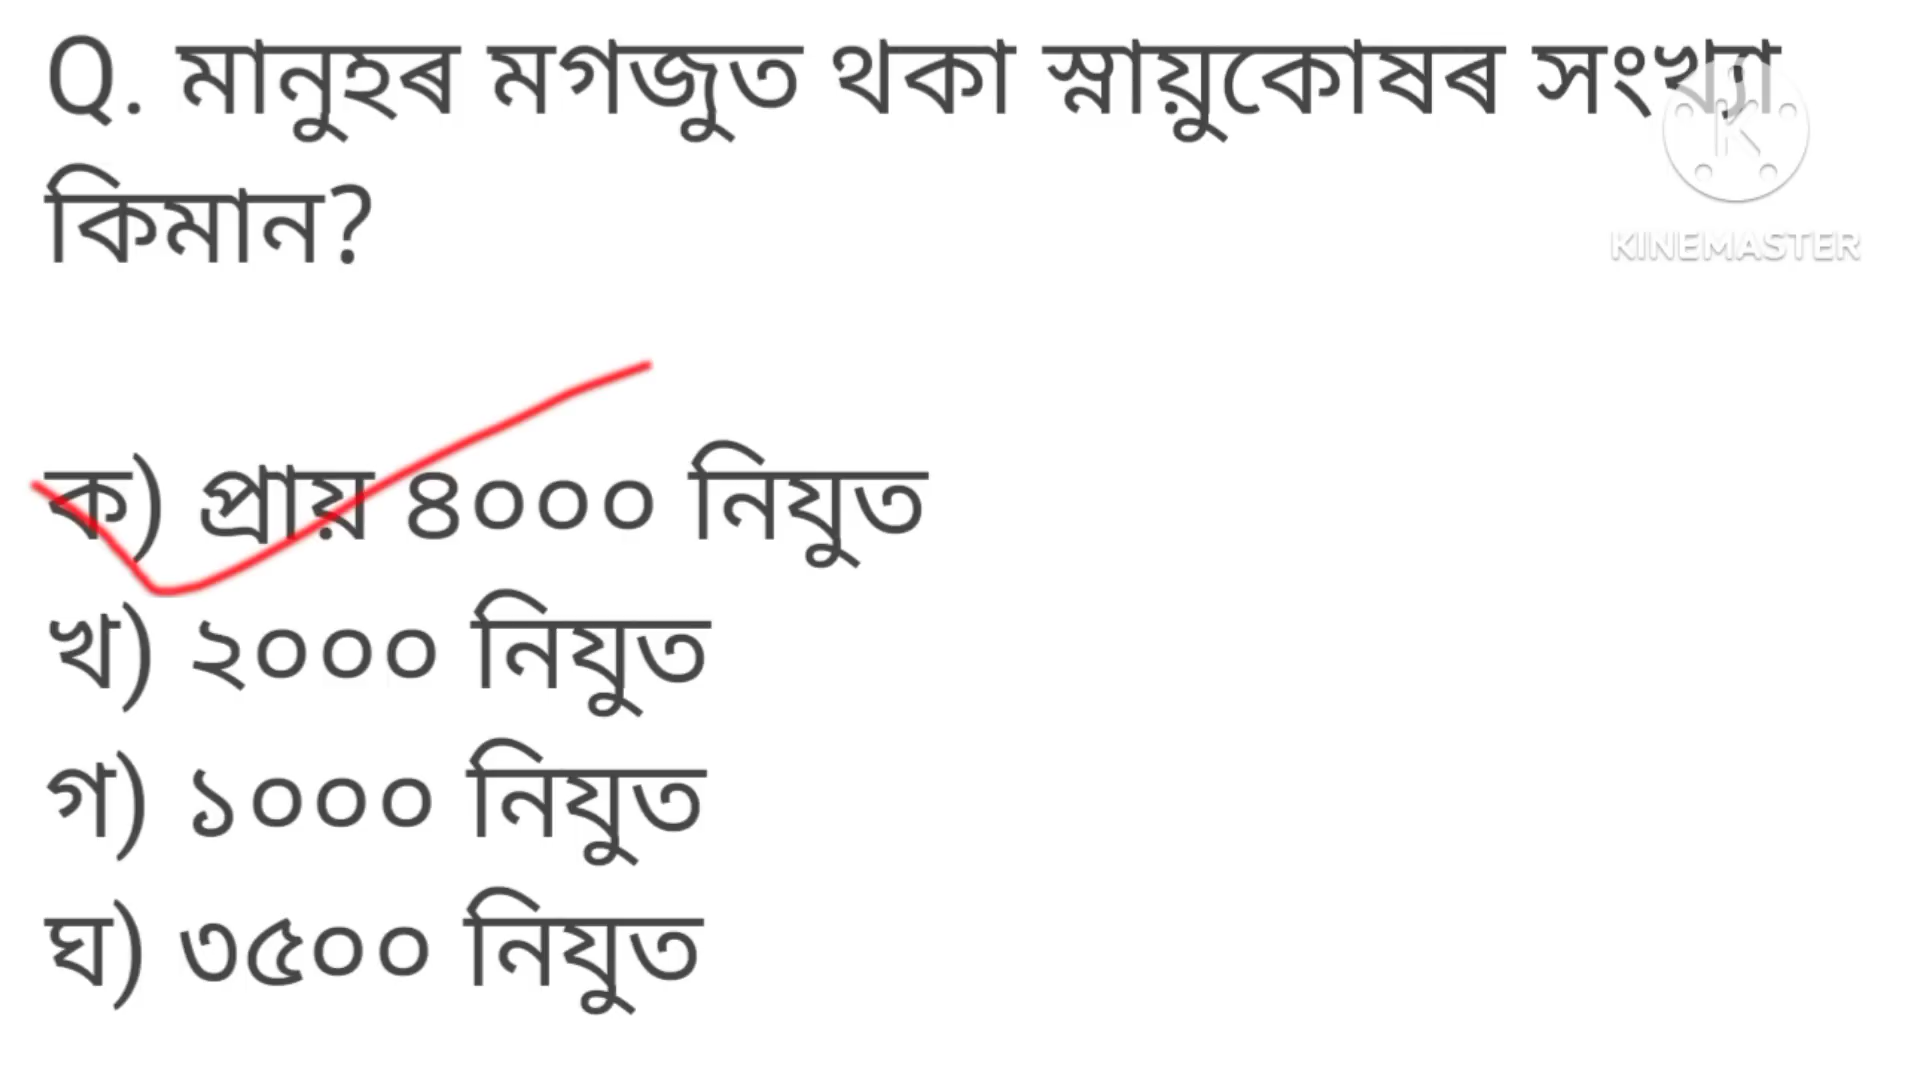 Q. মানুহৰ মগজুত থকা স্নায়ুকোষৰ সংখ্যা
কিমান?
KINEMASTER
ক) প্ৰায় ৪০০০ নিযুত
খ) ২০০০ নিযুত
গ) ১০০০ নিযুত
ঘ) ৩৫০০ নিযুত